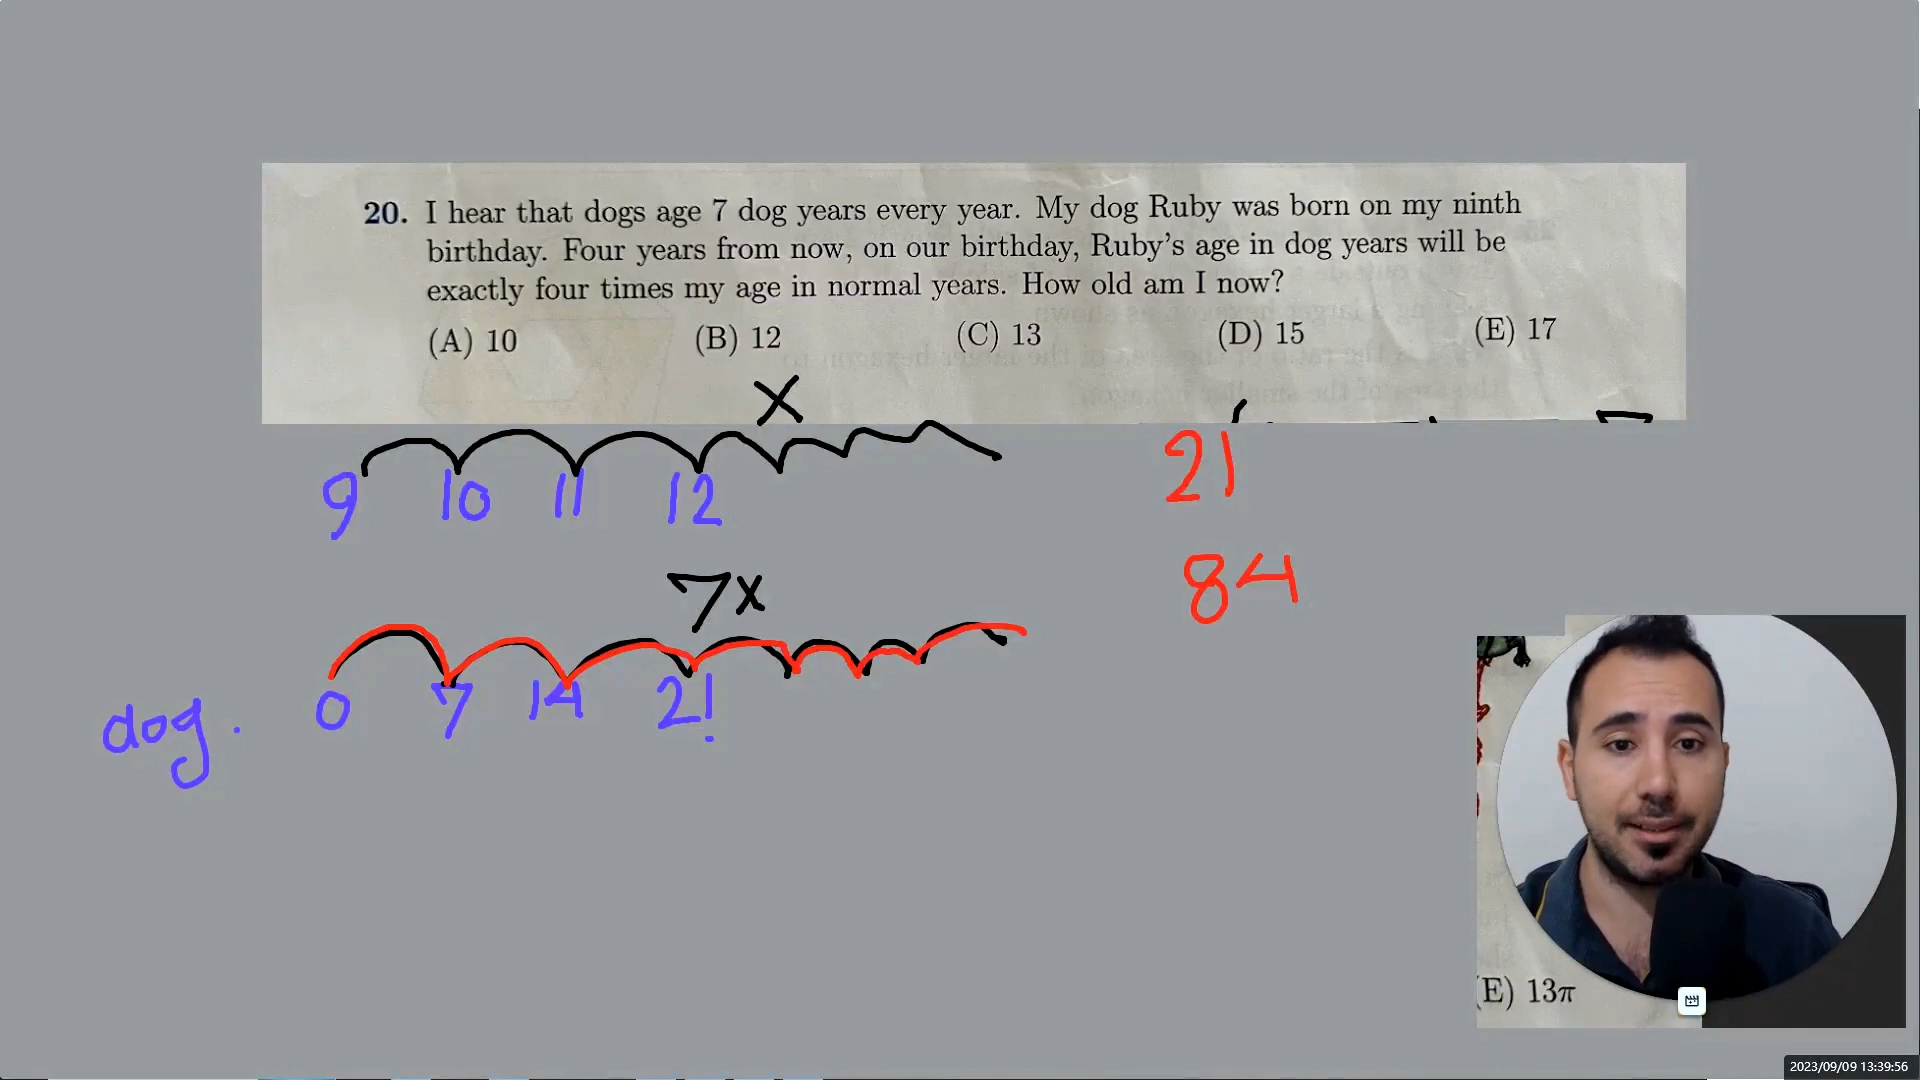 20. I hear that dogs age 7 dog years every year. My dog Ruby was born on my ninth
birthday. Four years from now, on our birthday, Ruby's age in dog years will be
exactly four times my age in normal years. How old am I now?
(A) 10 (B) 12 (C) 13 (D) 15 (E) 17
x
21
9 10 11 12
84
7x
dog. 0 7 14 21
(E) 13π
2023/09/09 13:39:56